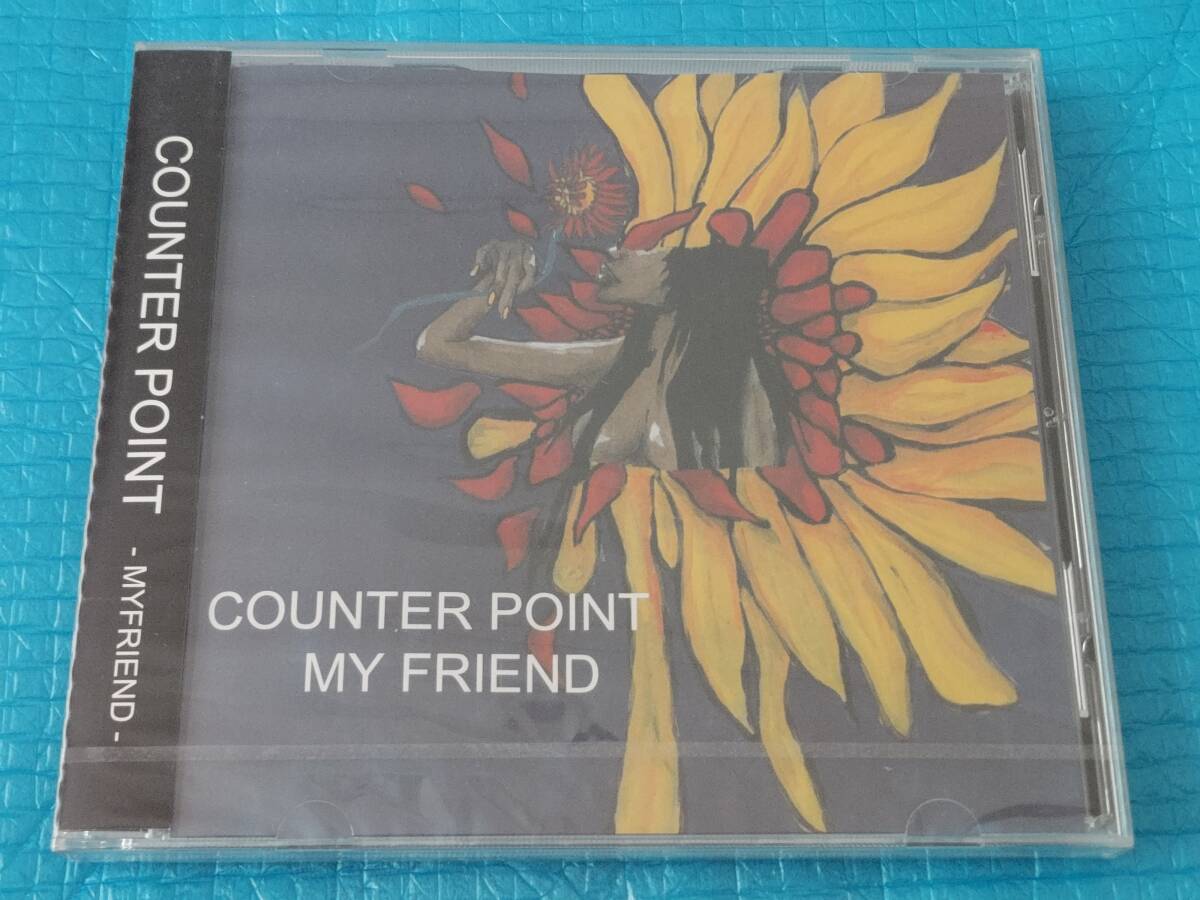 COUNTER POINT - MYFRIEND -
COUNTER POINT
MY FRIEND